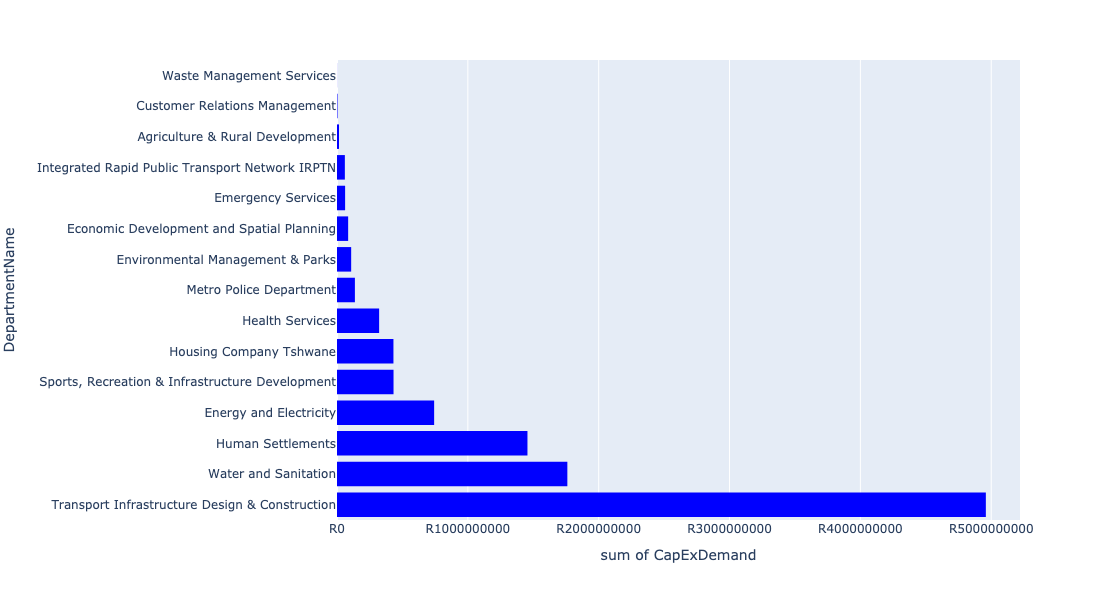 Waste Management Services
Customer Relations Management
Agriculture & Rural Development
Integrated Rapid Public Transport Network IRPTN
Emergency Services
Economic Development and Spatial Planning
Environmental Management & Parks
Metro Police Department
Health Services
Housing Company Tshwane
Sports, Recreation & Infrastructure Development
Energy and Electricity
Human Settlements
Water and Sanitation
Transport Infrastructure Design & Construction
DepartmentName
R0 R1000000000 R2000000000 R3000000000 R4000000000 R5000000000
sum of CapExDemand